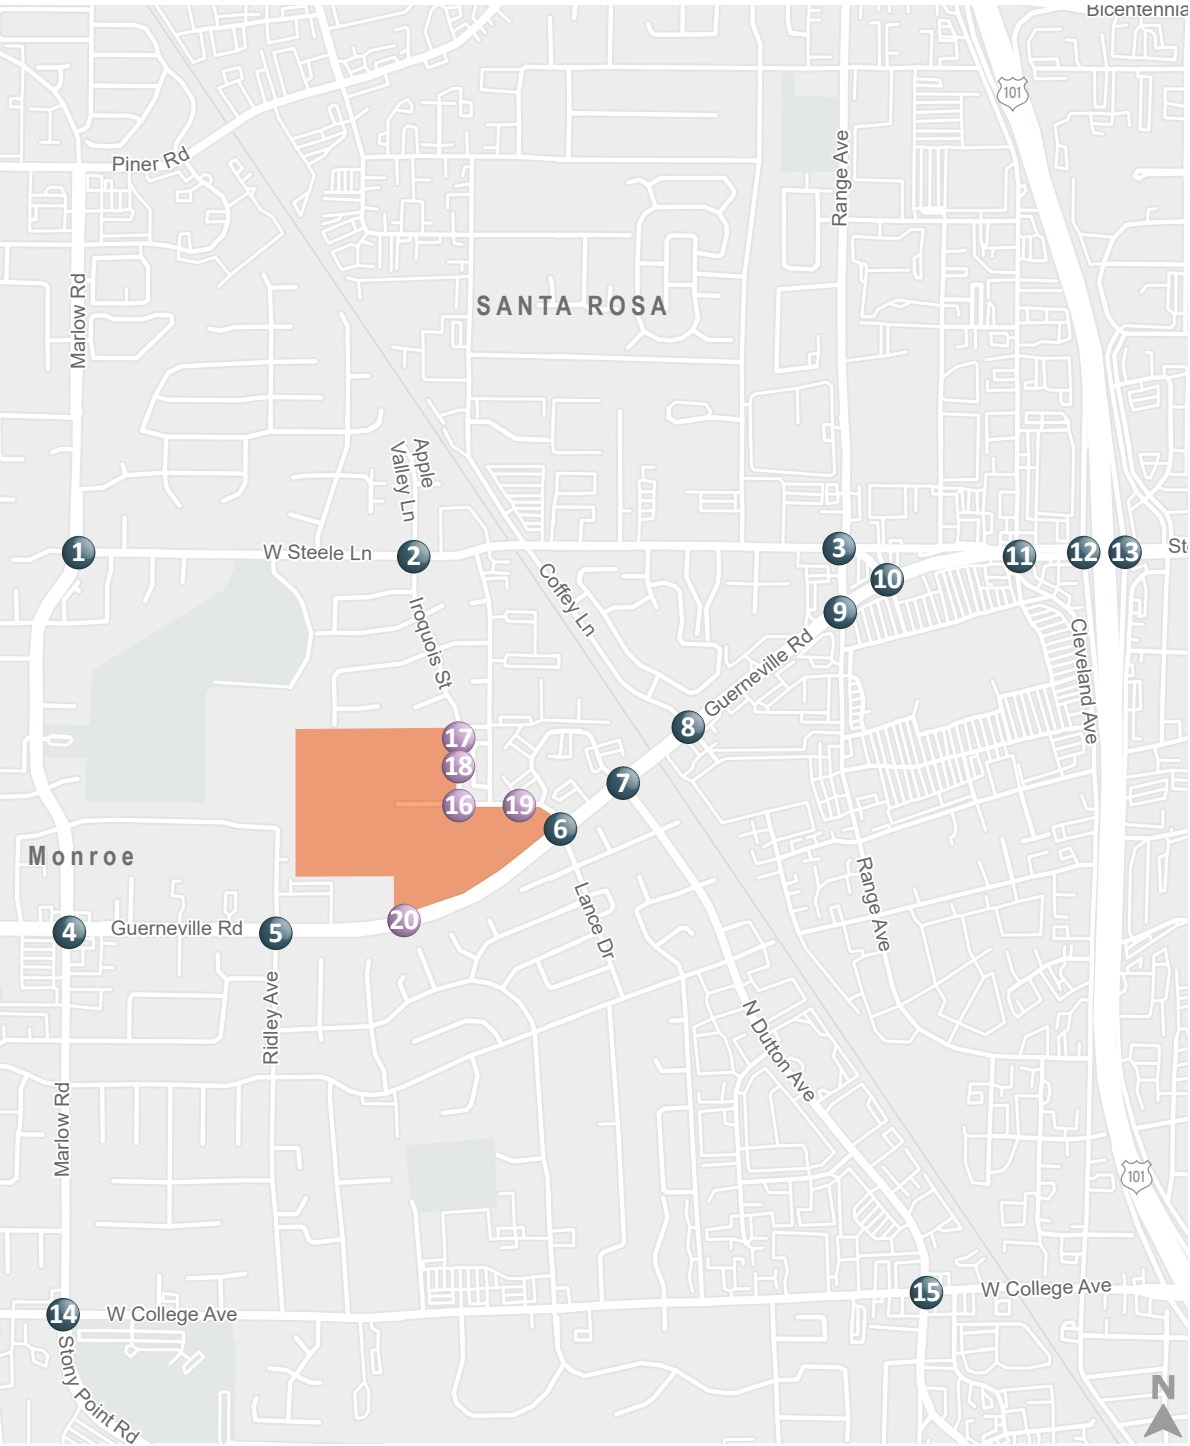 Bicentennia
101
Piner Rd
Range Ave
Marlow Rd
SANTA ROSA
Apple
Valley Ln
1
W Steele Ln
2
3
10
11
12
13
St
Coffey Ln
9
Iroquois St
Guerneville Rd
Cleveland Ave
17
8
18
7
16
19
6
Monroe
Range Ave
Lance Dr
20
4
Guerneville Rd
5
Ridley Ave
N Dutton Ave
Marlow Rd
101
15
W College Ave
14
W College Ave
Stony Point Rd
N